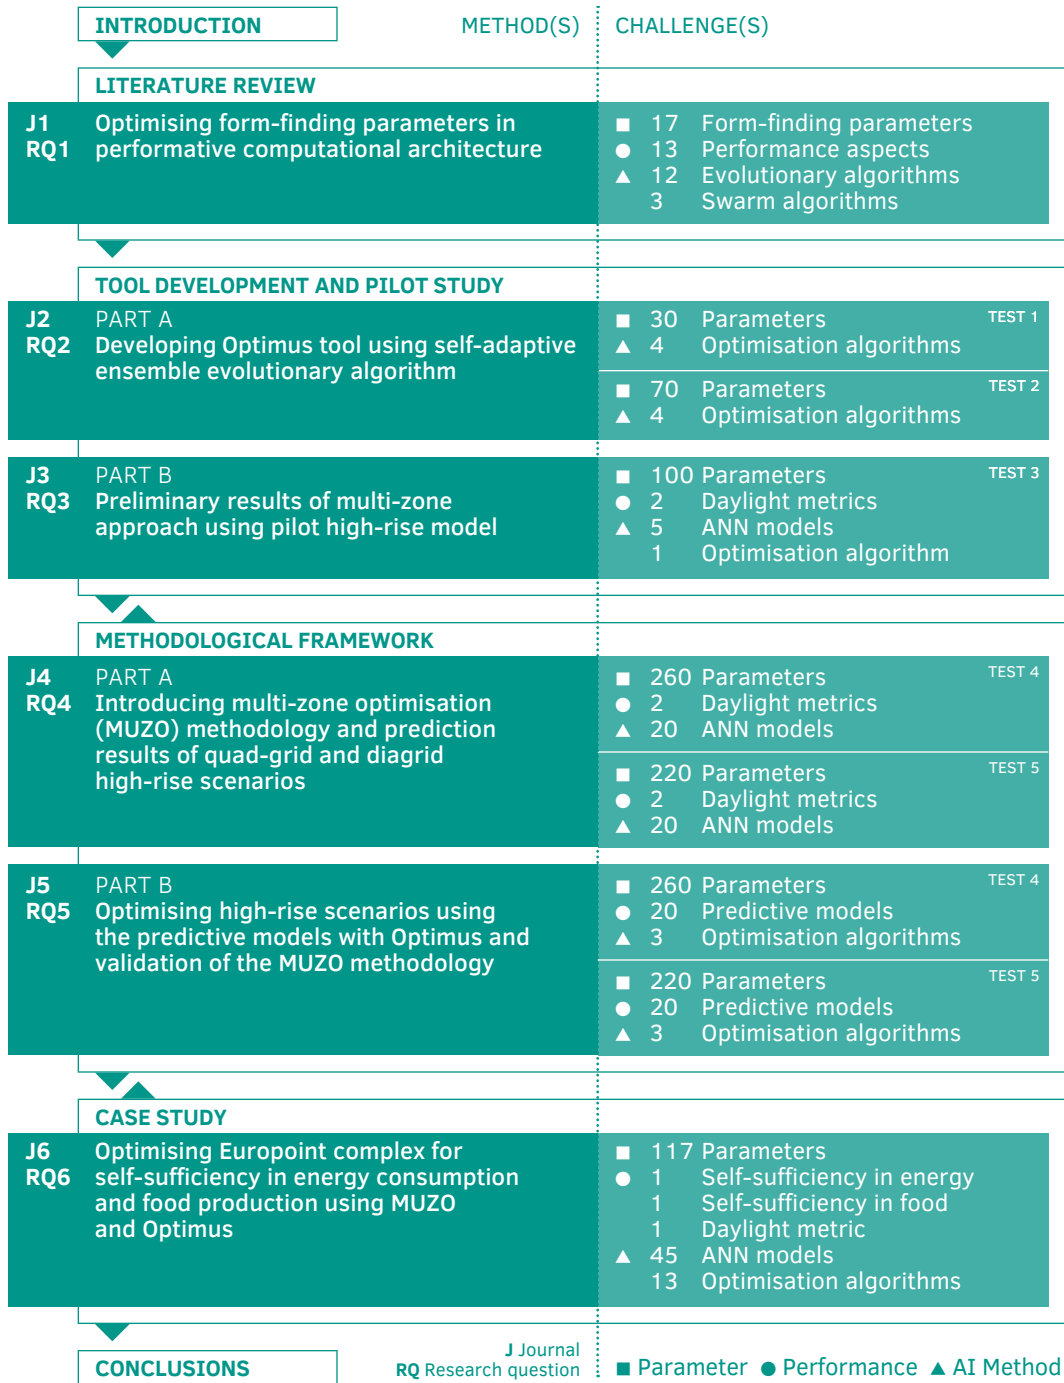 INTRODUCTION
METHOD(S)
CHALLENGE(S)
LITERATURE REVIEW
J1
RQ1
Optimising form-finding parameters in
performative computational architecture
■ 17 Form-finding parameters
● 13 Performance aspects
▲ 12 Evolutionary algorithms
3 Swarm algorithms
TOOL DEVELOPMENT AND PILOT STUDY
J2
RQ2
PART A
Developing Optimus tool using self-adaptive
ensemble evolutionary algorithm
■ 30 Parameters TEST 1
▲ 4 Optimisation algorithms
■ 70 Parameters TEST 2
▲ 4 Optimisation algorithms
J3
RQ3
PART B
Preliminary results of multi-zone
approach using pilot high-rise model
■ 100 Parameters TEST 3
● 2 Daylight metrics
▲ 5 ANN models
1 Optimisation algorithm
METHODOLOGICAL FRAMEWORK
J4
RQ4
PART A
Introducing multi-zone optimisation
(MUZO) methodology and prediction
results of quad-grid and diagrid
high-rise scenarios
■ 260 Parameters TEST 4
● 2 Daylight metrics
▲ 20 ANN models
■ 220 Parameters TEST 5
● 2 Daylight metrics
▲ 20 ANN models
J5
RQ5
PART B
Optimising high-rise scenarios using
the predictive models with Optimus and
validation of the MUZO methodology
■ 260 Parameters TEST 4
● 20 Predictive models
▲ 3 Optimisation algorithms
■ 220 Parameters TEST 5
● 20 Predictive models
▲ 3 Optimisation algorithms
CASE STUDY
J6
RQ6
Optimising Europoint complex for
self-sufficiency in energy consumption
and food production using MUZO
and Optimus
■ 117 Parameters
● 1 Self-sufficiency in energy
1 Self-sufficiency in food
1 Daylight metric
▲ 45 ANN models
13 Optimisation algorithms
CONCLUSIONS
J Journal
RQ Research question
■ Parameter ● Performance ▲ AI Method